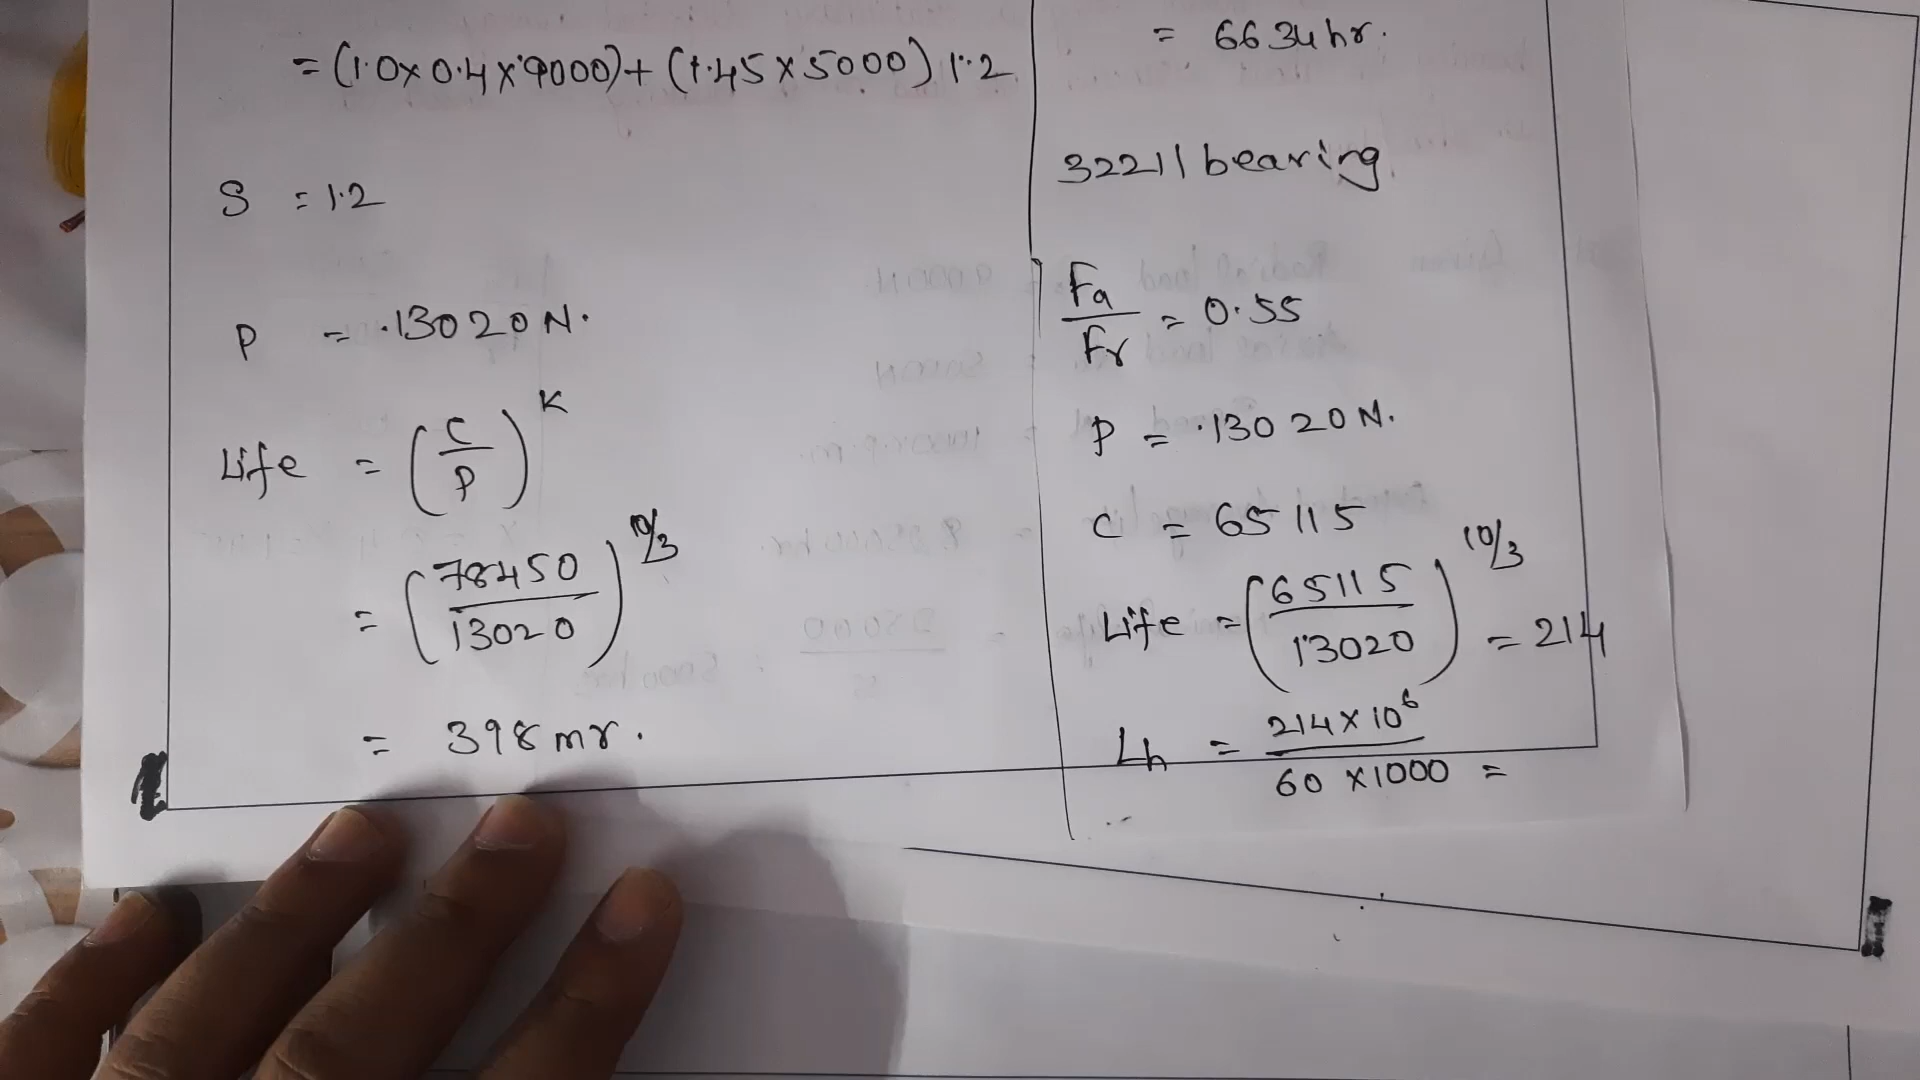 = (1.0 x 0.4 x 9000) + (1.45 x 5000) 1.2
S = 1.2
P = 13020 N.
Life = (C/P)^K
= (78450/13020)^10/3
= 398 mr.
= 6634 hr.
32211 bearing
Fa/Fr = 0.55
P = 13020 N.
C = 65115
Life = (65115/13020)^10/3 = 214
Lh = 214 x 10^6 / 60 x 1000 =